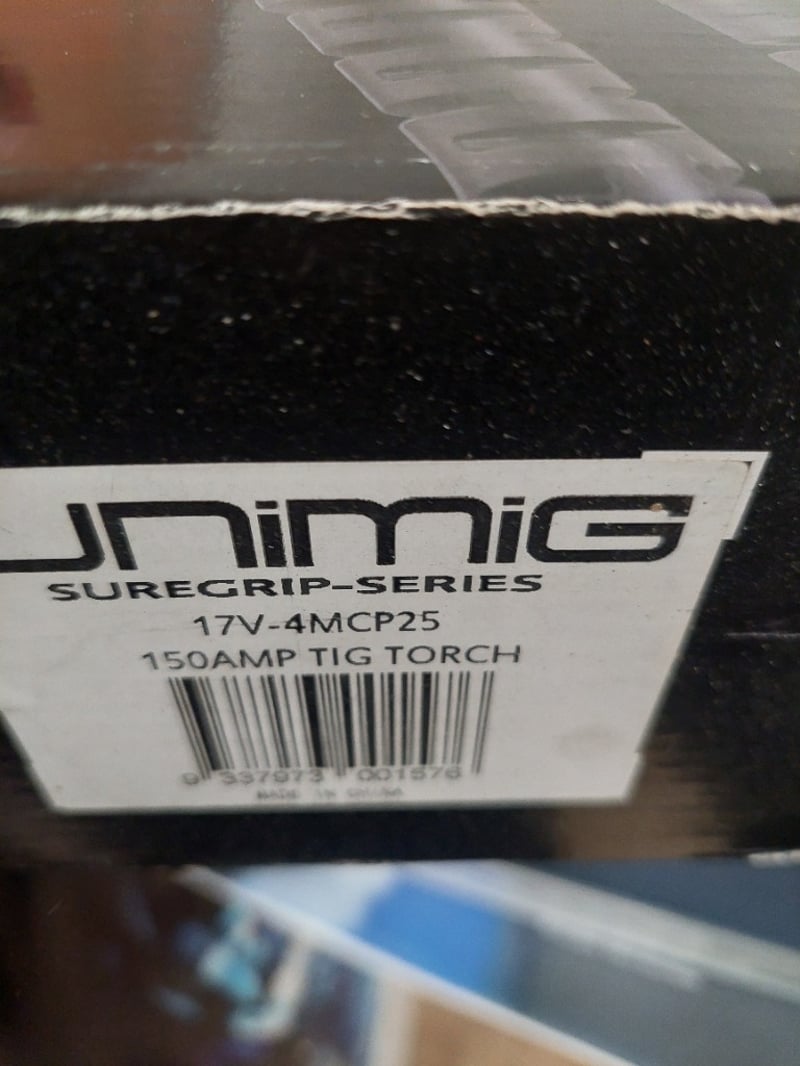 UNIMIG
SUREGRIP-SERIES
17V-4MCP25
150AMP TIG TORCH
9 337973 001576
MADE IN CHINA